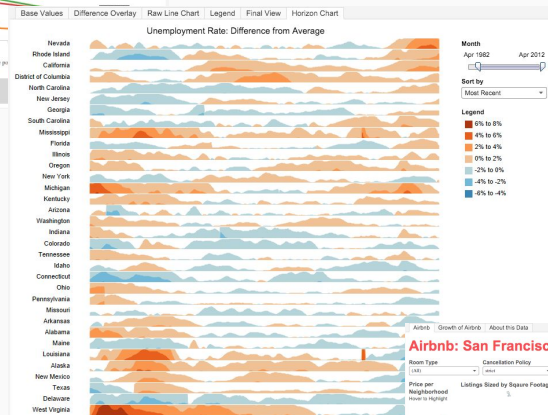 Base Values Difference Overlay Raw Line Chart Legend Final View Horizon Chart
Unemployment Rate: Difference from Average
Nevada
Rhode Island
California
District of Columbia
North Carolina
New Jersey
Georgia
South Carolina
Mississippi
Florida
Illinois
Oregon
New York
Michigan
Kentucky
Arizona
Washington
Indiana
Colorado
Tennessee
Idaho
Connecticut
Ohio
Pennsylvania
Missouri
Arkansas
Alabama
Maine
Louisiana
Alaska
New Mexico
Texas
Delaware
West Virginia
Month
Apr 1982 Apr 2012
Sort by
Most Recent
Legend
6% to 8%
4% to 6%
2% to 4%
0% to 2%
-2% to 0%
-4% to -2%
-6% to -4%
Airbnb Growth of Airbnb About this Data
Airbnb: San Francisc
Room Type Cancellation Policy
(All) strict
Price per
Neighborhood
Hover to Highlight
Listings Sized by Sqaure Footag